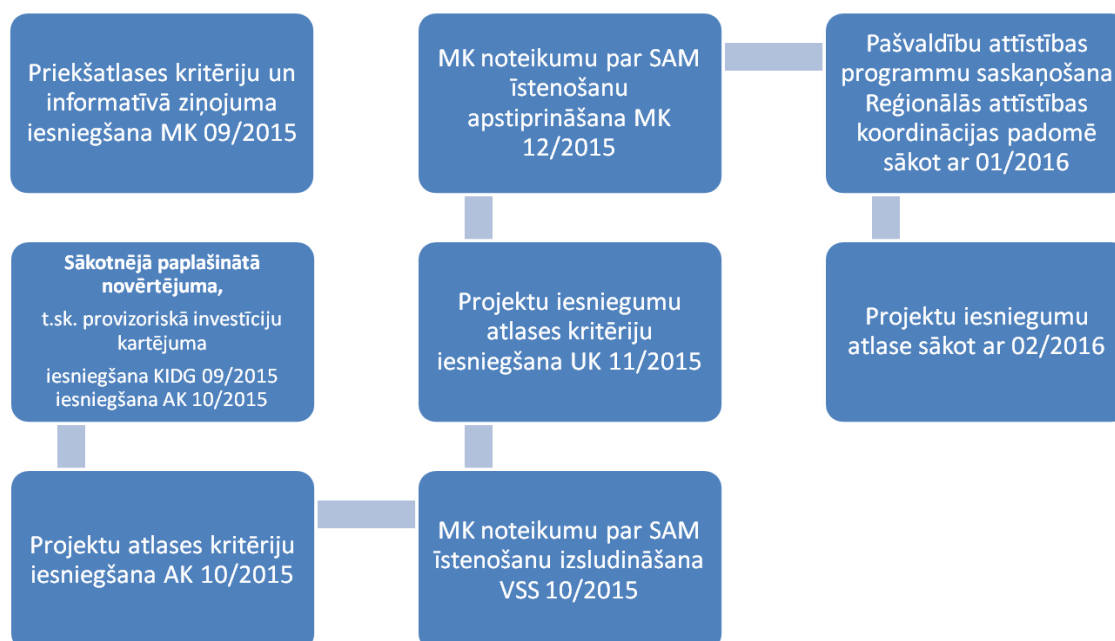 Priekšatlases kritēriju un
informatīvā ziņojuma
iesniegšana MK 09/2015
Sākotnējā paplašinātā
novērtējuma,
t.sk. provizoriskā investīciju
kartējuma
iesniegšana KIDG 09/2015
iesniegšana AK 10/2015
Projektu atlases kritēriju
iesniegšana AK 10/2015
MK noteikumu par SAM
īstenošanu izsludināšana
VSS 10/2015
Projektu iesniegumu
atlases kritēriju
iesniegšana UK 11/2015
MK noteikumu par SAM
īstenošanu
apstiprināšana MK
12/2015
Pašvaldību attīstības
programmu saskaņošana
Reģionālās attīstības
koordinācijas padomē
sākot ar 01/2016
Projektu iesniegumu
atlase sākot ar 02/2016